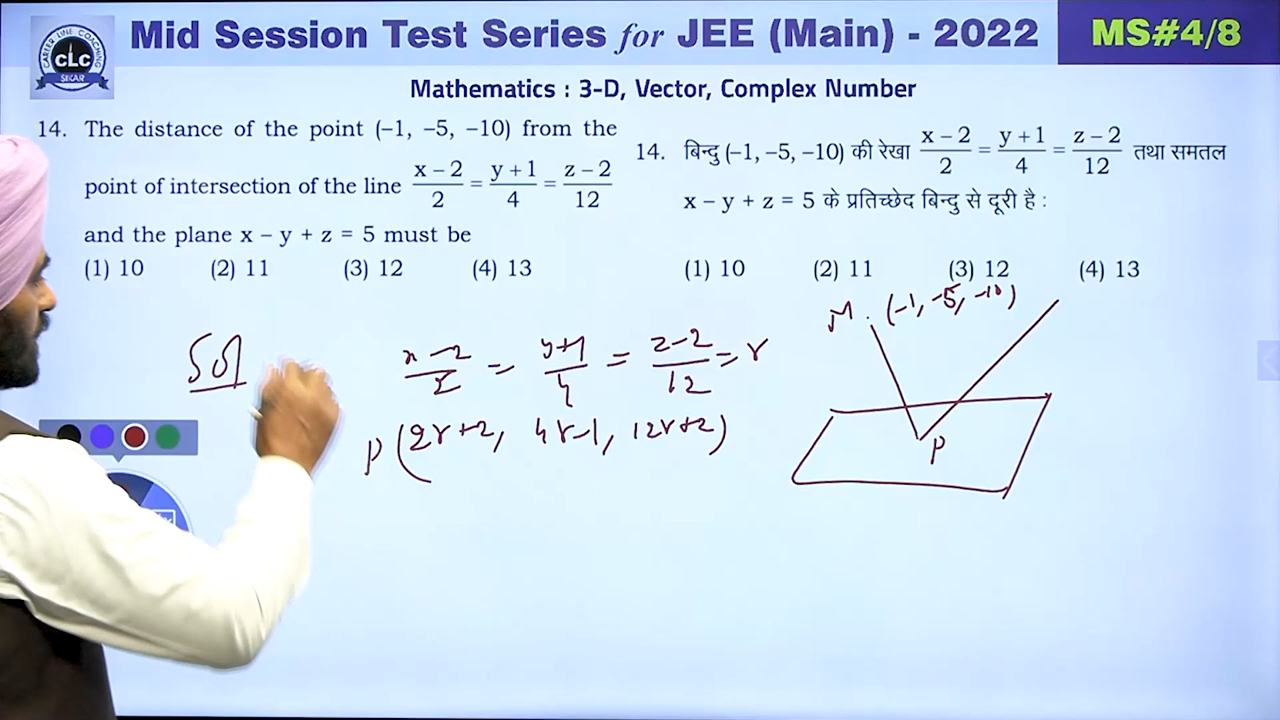 Mid Session Test Series for JEE (Main) - 2022
MS#4/8
CAREER LINE COACHING
CLC
SIKAR
Mathematics : 3-D, Vector, Complex Number
14. The distance of the point (–1, –5, –10) from the
point of intersection of the line (x – 2)/2 = (y + 1)/4 = (z – 2)/12
and the plane x – y + z = 5 must be
(1) 10 (2) 11 (3) 12 (4) 13
14. बिन्दु (–1, –5, –10) की रेखा (x – 2)/2 = (y + 1)/4 = (z – 2)/12 तथा समतल
x – y + z = 5 के प्रतिच्छेद बिन्दु से दूरी है :
(1) 10 (2) 11 (3) 12 (4) 13
Sol
(x-2)/2 = (y+1)/4 = (z-2)/12 = r
P(2r+2, 4r-1, 12r+2)
M. (-1, -5, -10)
P